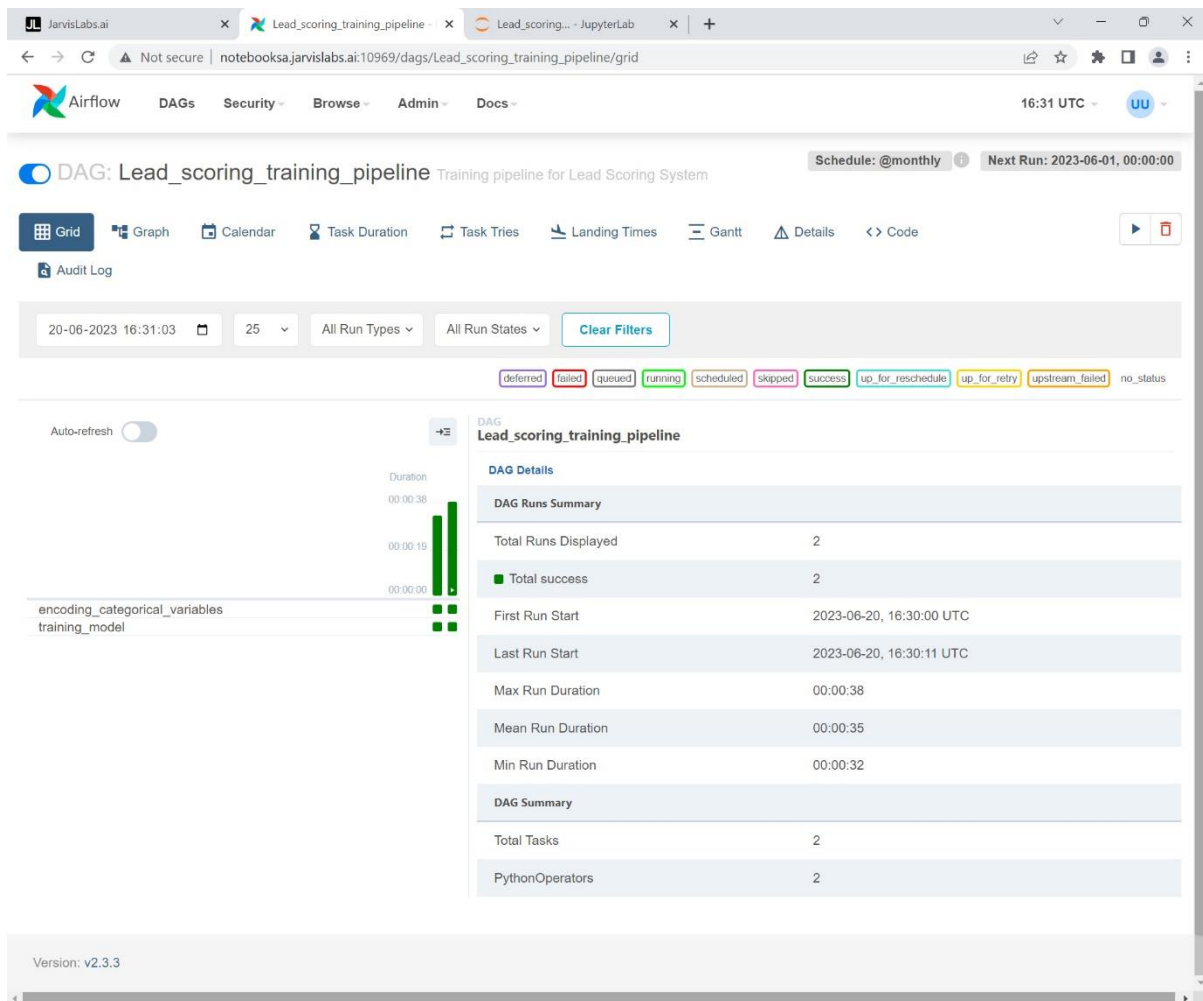 JL JarvisLabs.ai
Lead_scoring_training_pipeline -
Lead_scoring... - JupyterLab
Not secure | notebooksa.jarvislabs.ai:10969/dags/Lead_scoring_training_pipeline/grid
Airflow DAGs Security Browse Admin Docs 16:31 UTC UU
Schedule: @monthly Next Run: 2023-06-01, 00:00:00
DAG: Lead_scoring_training_pipeline Training pipeline for Lead Scoring System
Grid Graph Calendar Task Duration Task Tries Landing Times Gantt Details <> Code
Audit Log
20-06-2023 16:31:03 25 All Run Types All Run States Clear Filters
deferred failed queued running scheduled skipped success up_for_reschedule up_for_retry upstream_failed no_status
Auto-refresh
Duration
00:00:38
00:00:19
00:00:00
encoding_categorical_variables
training_model
DAG
Lead_scoring_training_pipeline
DAG Details
DAG Runs Summary
Total Runs Displayed 2
Total success 2
First Run Start 2023-06-20, 16:30:00 UTC
Last Run Start 2023-06-20, 16:30:11 UTC
Max Run Duration 00:00:38
Mean Run Duration 00:00:35
Min Run Duration 00:00:32
DAG Summary
Total Tasks 2
PythonOperators 2
Version: v2.3.3